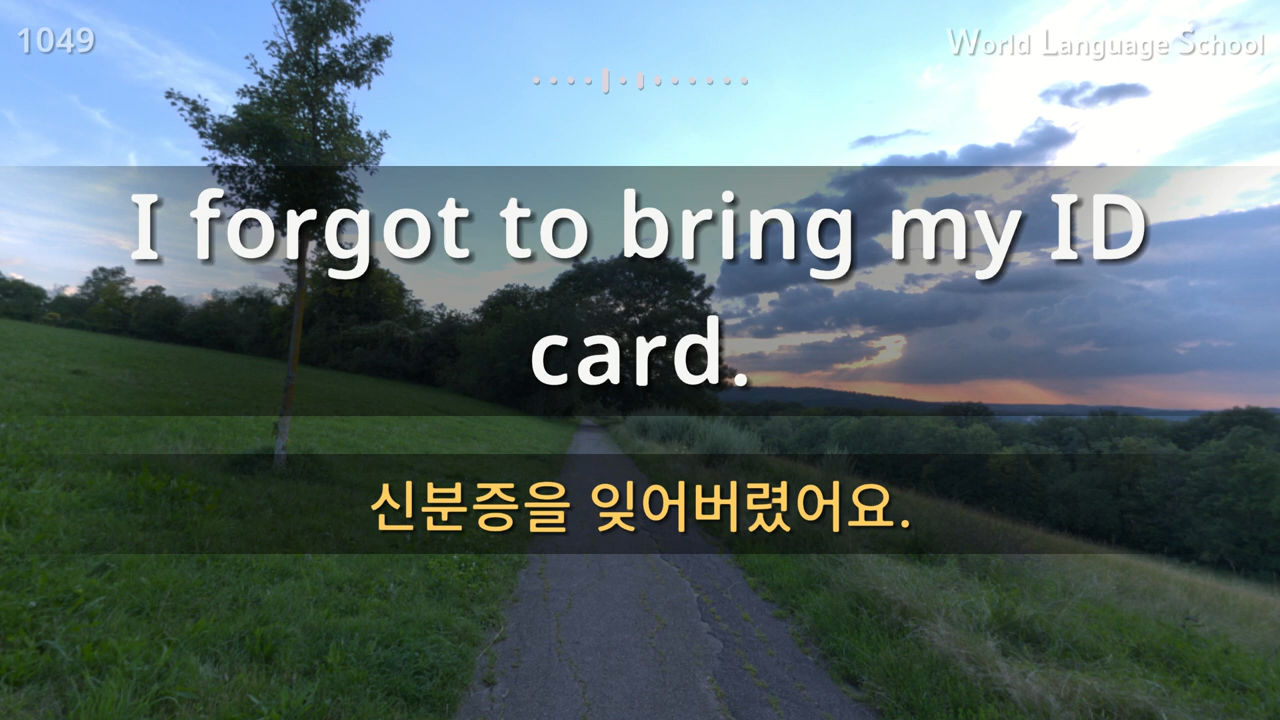 1049
World Language School
I forgot to bring my ID
card.
신분증을 잊어버렸어요.